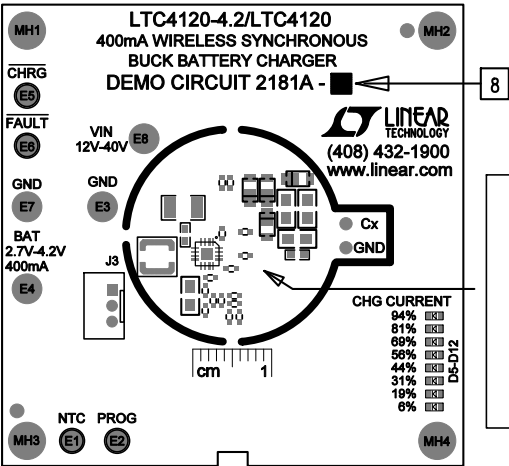 LTC4120-4.2/LTC4120
400mA WIRELESS SYNCHRONOUS
BUCK BATTERY CHARGER
DEMO CIRCUIT 2181A -
8
MH1
MH2
CHRG
E5
FAULT
E6
VIN
12V-40V
E8
LINEAR
TECHNOLOGY
(408) 432-1900
www.linear.com
GND
E7
GND
E3
BAT
2.7V-4.2V
400mA
E4
J3
Cx
GND
CHG CURRENT
94%
81%
69%
56%
44%
31%
19%
6%
D5-D12
cm 1
NTC PROG
MH3
E1
E2
MH4